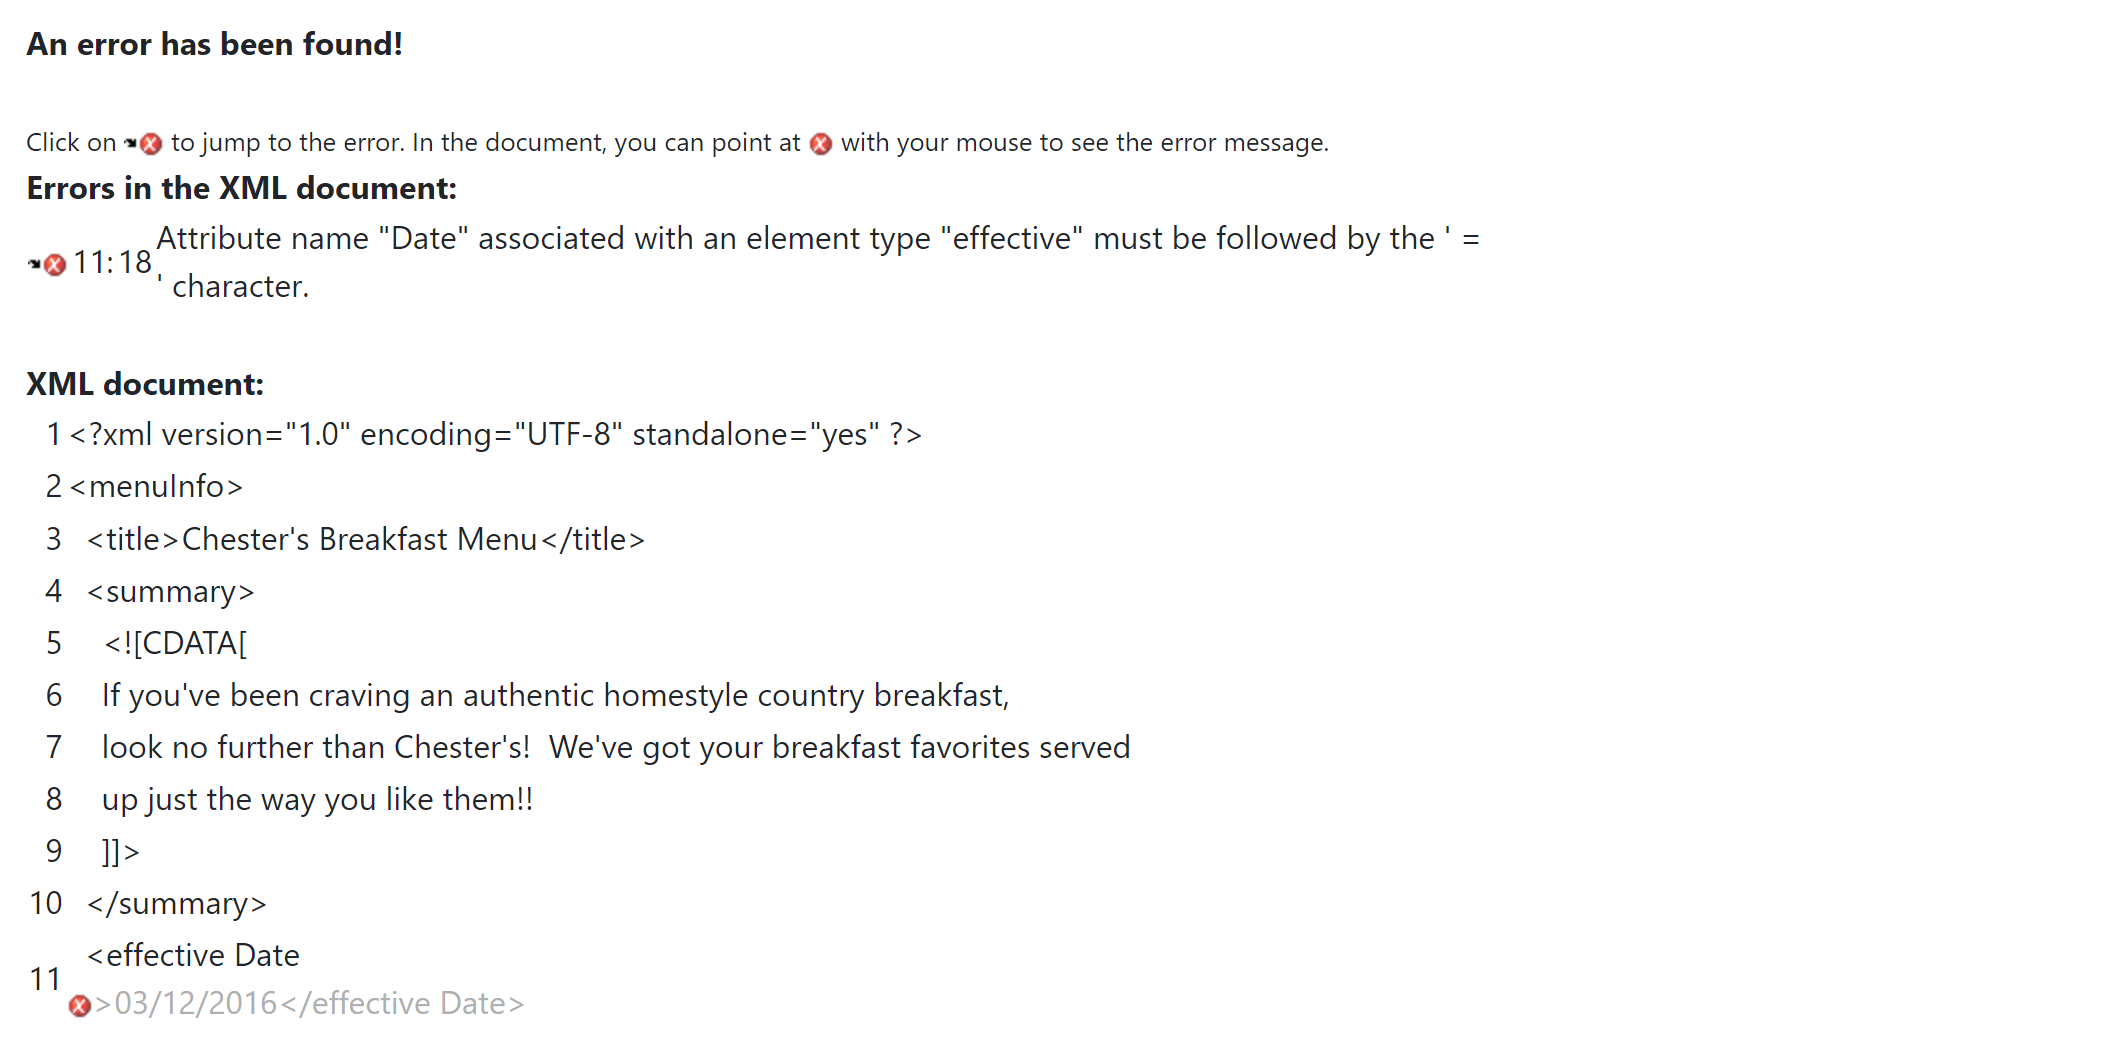 An error has been found!
Click on to jump to the error. In the document, you can point at with your mouse to see the error message.
Errors in the XML document:
11:18 Attribute name "Date" associated with an element type "effective" must be followed by the ' =
' character.
XML document:
1 <?xml version="1.0" encoding="UTF-8" standalone="yes" ?>
2 <menuInfo>
3 <title>Chester's Breakfast Menu</title>
4 <summary>
5 <![CDATA[
6 If you've been craving an authentic homestyle country breakfast,
7 look no further than Chester's!  We've got your breakfast favorites served
8 up just the way you like them!!
9 ]]>
10 </summary>
11 <effective Date
>03/12/2016</effective Date>